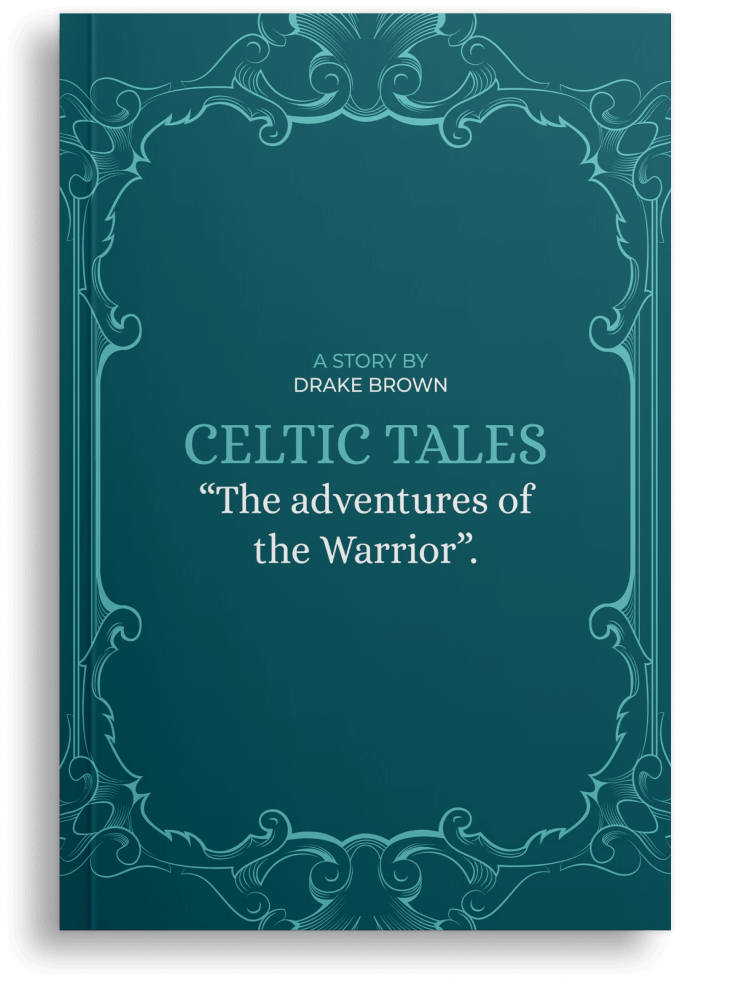 A STORY BY
DRAKE BROWN
CELTIC TALES
“The adventures of
the Warrior”.